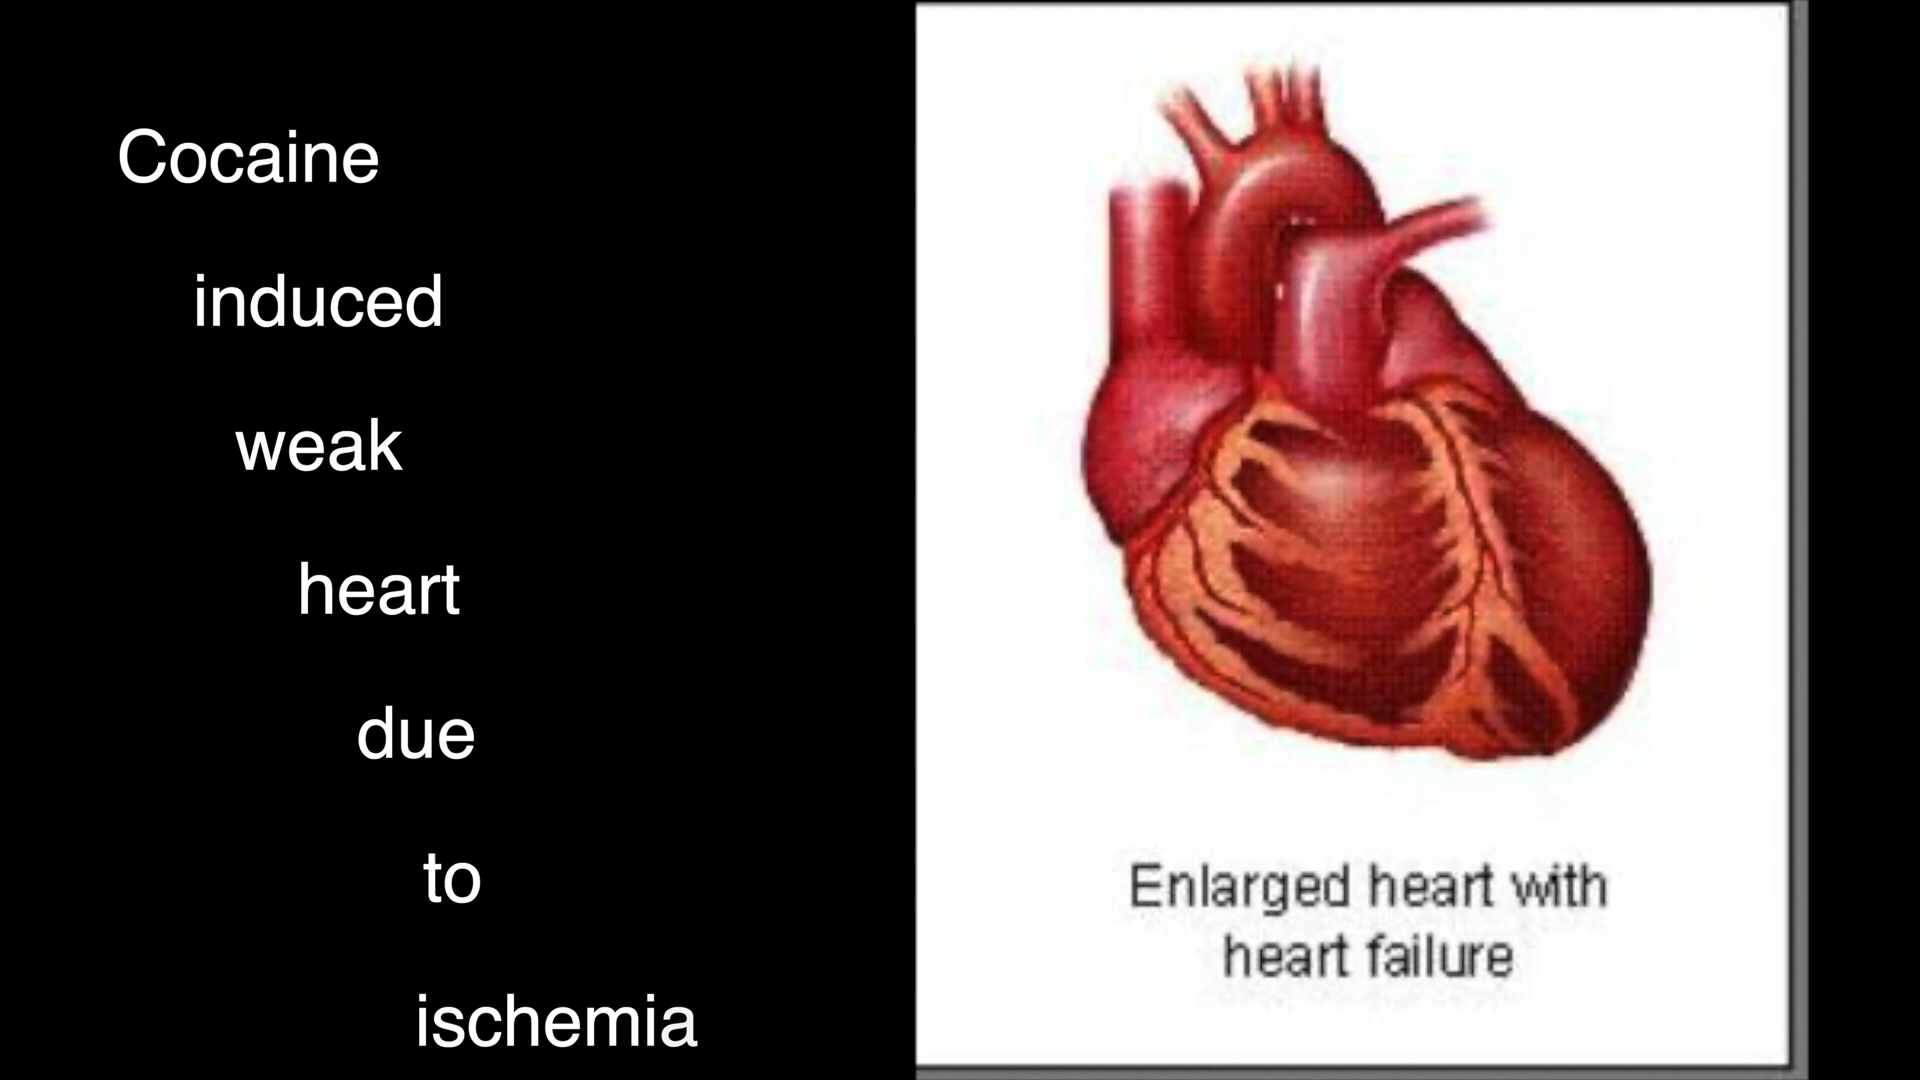 Cocaine
induced
weak
heart
due
to
ischemia
Enlarged heart with
heart failure